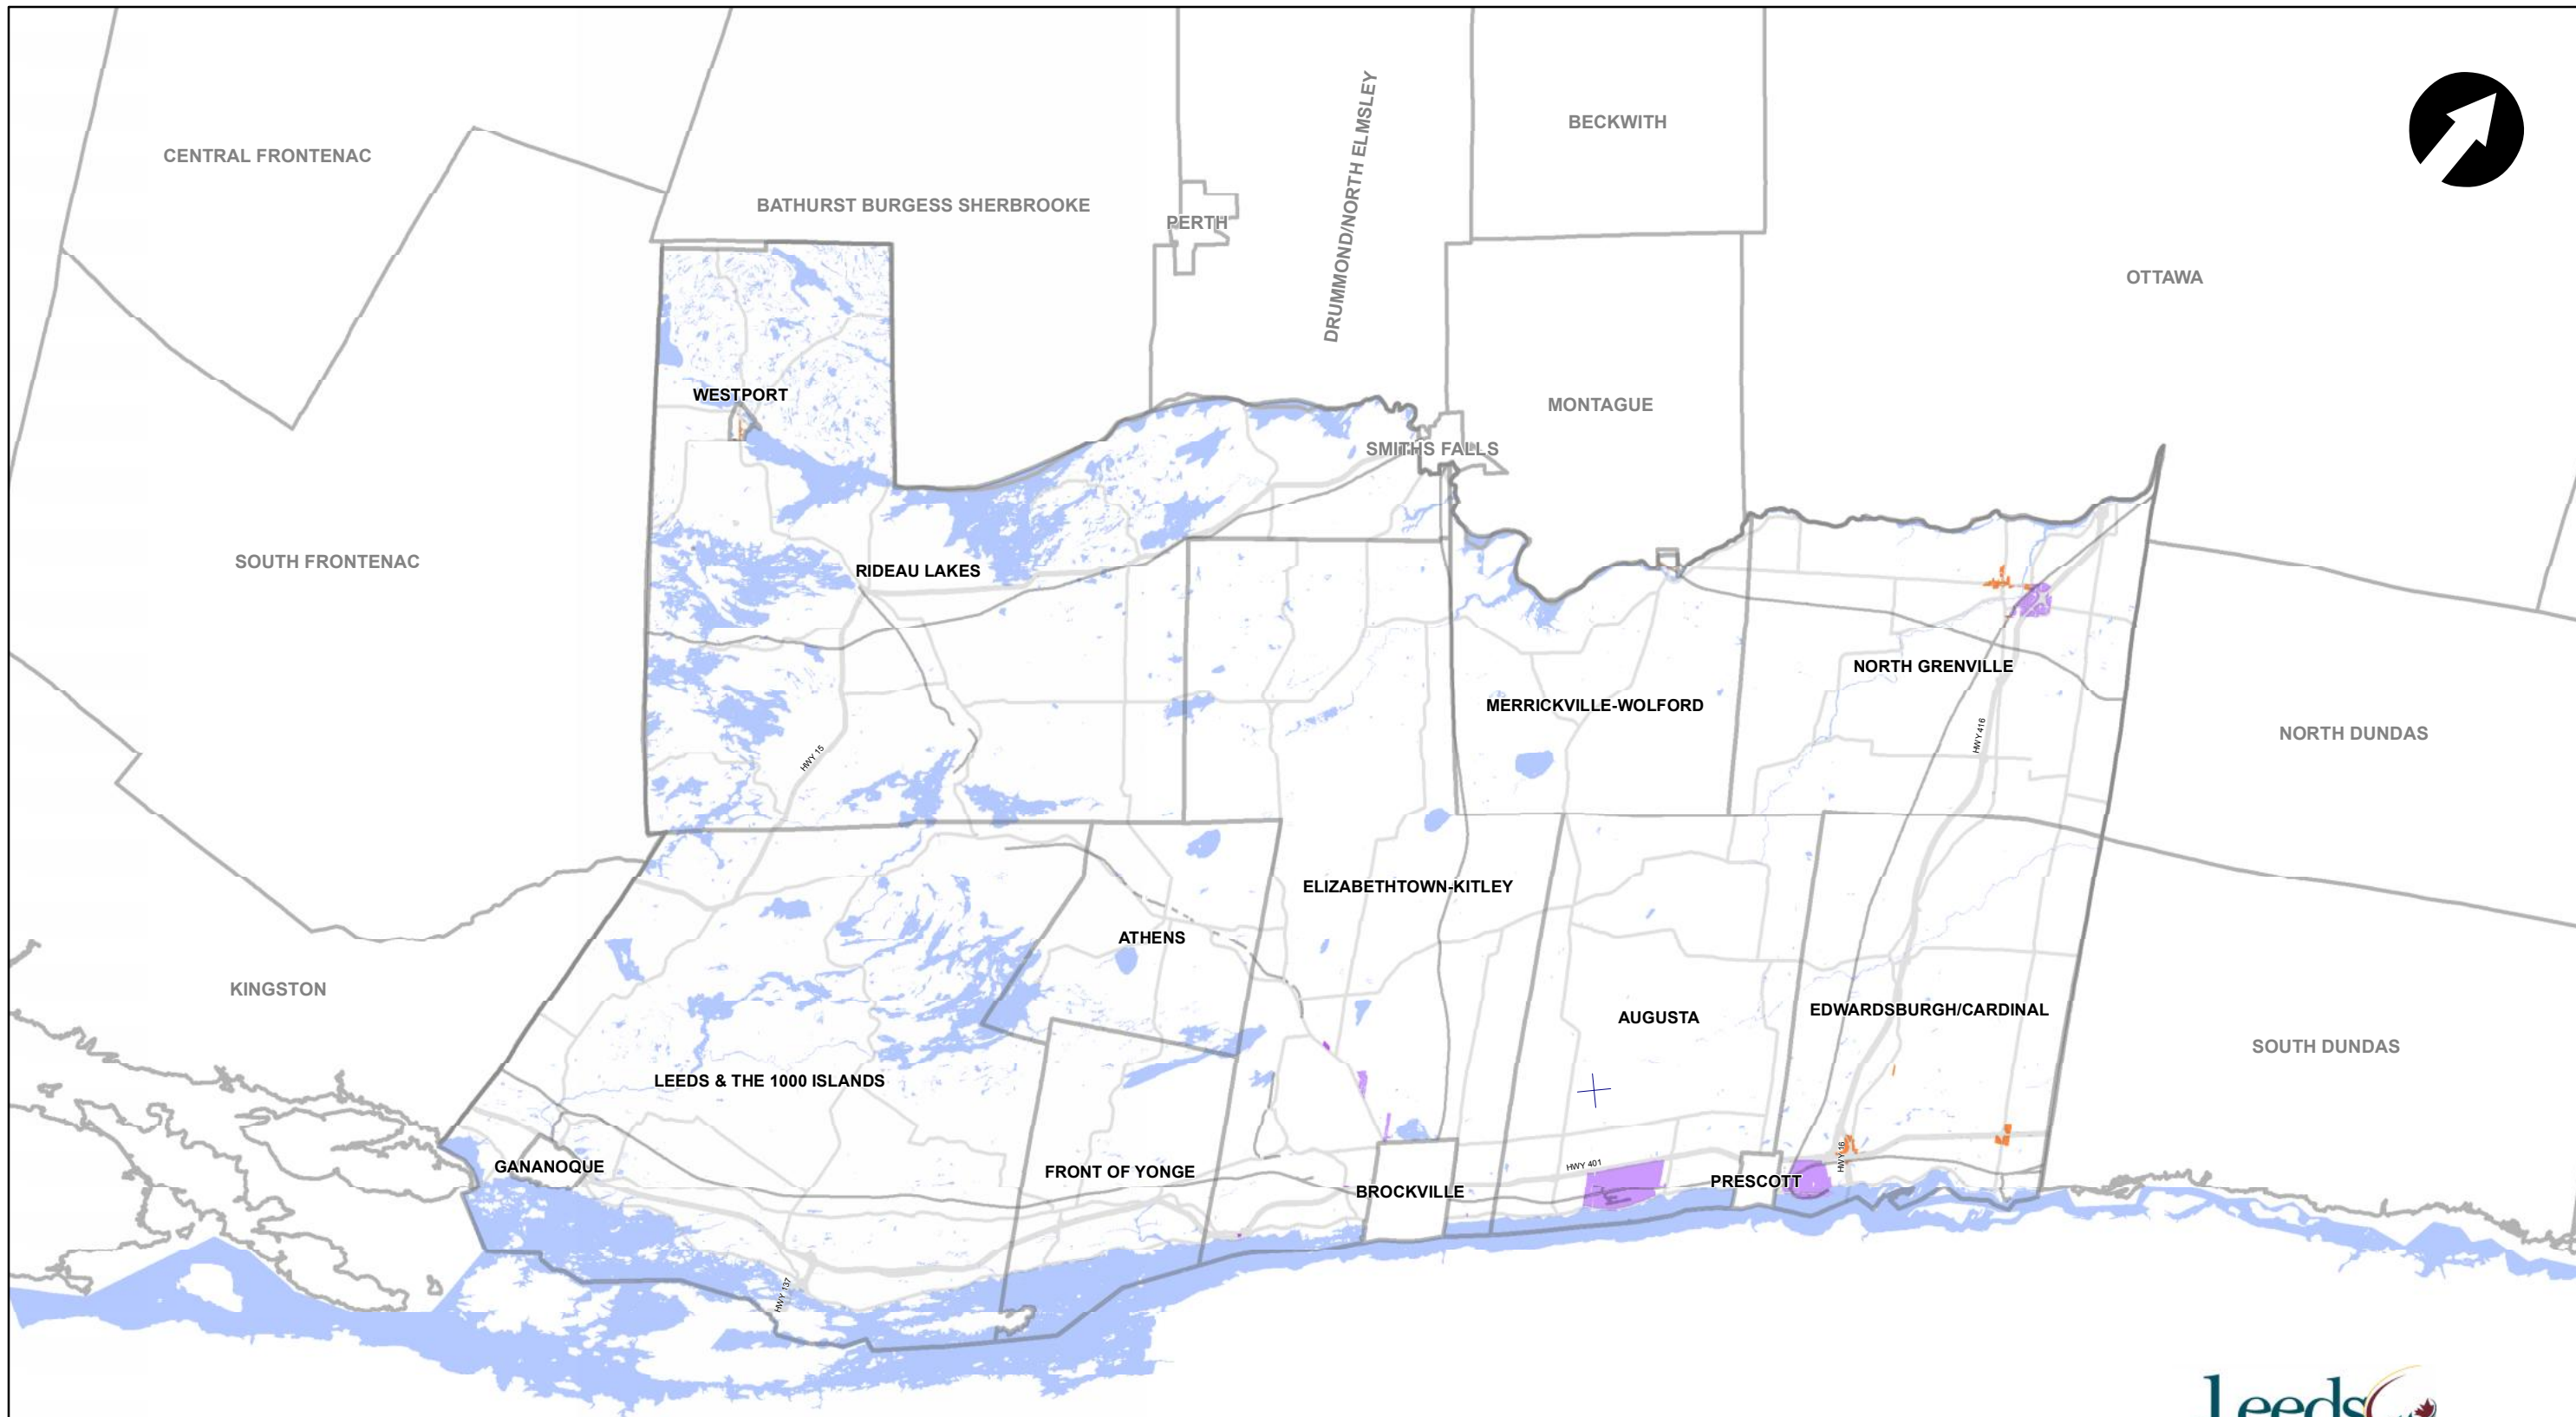 BECKWITH
CENTRAL FRONTENAC
DRUMMOND/NORTH ELMSLEY
BATHURST BURGESS SHERBROOKE
PERTH
OTTAWA
WESTPORT
MONTAGUE
SMITHS FALLS
SOUTH FRONTENAC
RIDEAU LAKES
NORTH GRENVILLE
MERRICKVILLE-WOLFORD
HWY 416
NORTH DUNDAS
HWY 15
ELIZABETHTOWN-KITLEY
ATHENS
KINGSTON
EDWARDSBURGH/CARDINAL
AUGUSTA
SOUTH DUNDAS
LEEDS & THE 1000 ISLANDS
GANANOQUE
HWY 401
HWY 16
FRONT OF YONGE
PRESCOTT
BROCKVILLE
HWY 137
Leeds